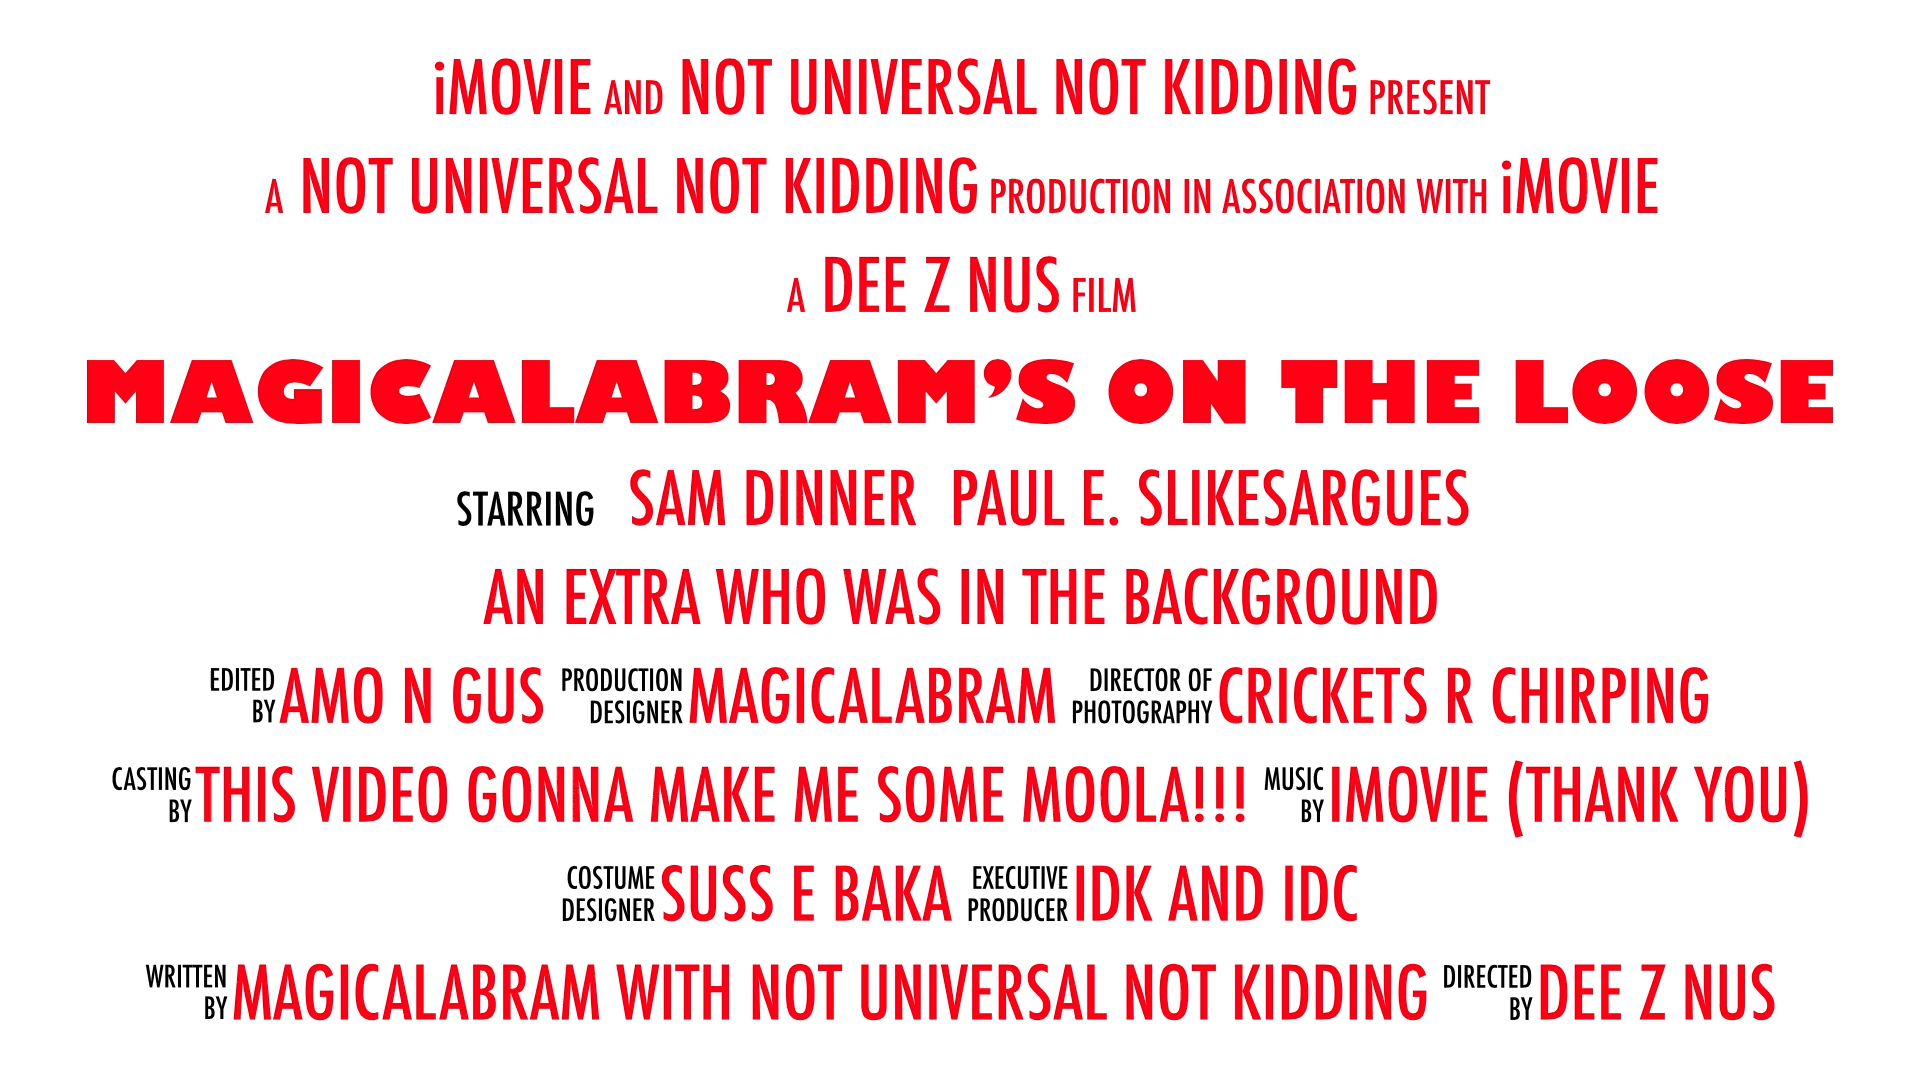 iMOVIE AND NOT UNIVERSAL NOT KIDDING PRESENT
A NOT UNIVERSAL NOT KIDDING PRODUCTION IN ASSOCIATION WITH iMOVIE
A DEE Z NUS FILM
MAGICALABRAM’S ON THE LOOSE
STARRING SAM DINNER PAUL E. SLIKESARGUES
AN EXTRA WHO WAS IN THE BACKGROUND
EDITED BY AMO N GUS PRODUCTION DESIGNER MAGICALABRAM DIRECTOR OF PHOTOGRAPHY CRICKETS R CHIRPING
CASTING BY THIS VIDEO GONNA MAKE ME SOME MOOLA!!! MUSIC BY IMOVIE (THANK YOU)
COSTUME DESIGNER SUSS E BAKA EXECUTIVE PRODUCER IDK AND IDC
WRITTEN BY MAGICALABRAM WITH NOT UNIVERSAL NOT KIDDING DIRECTED BY DEE Z NUS